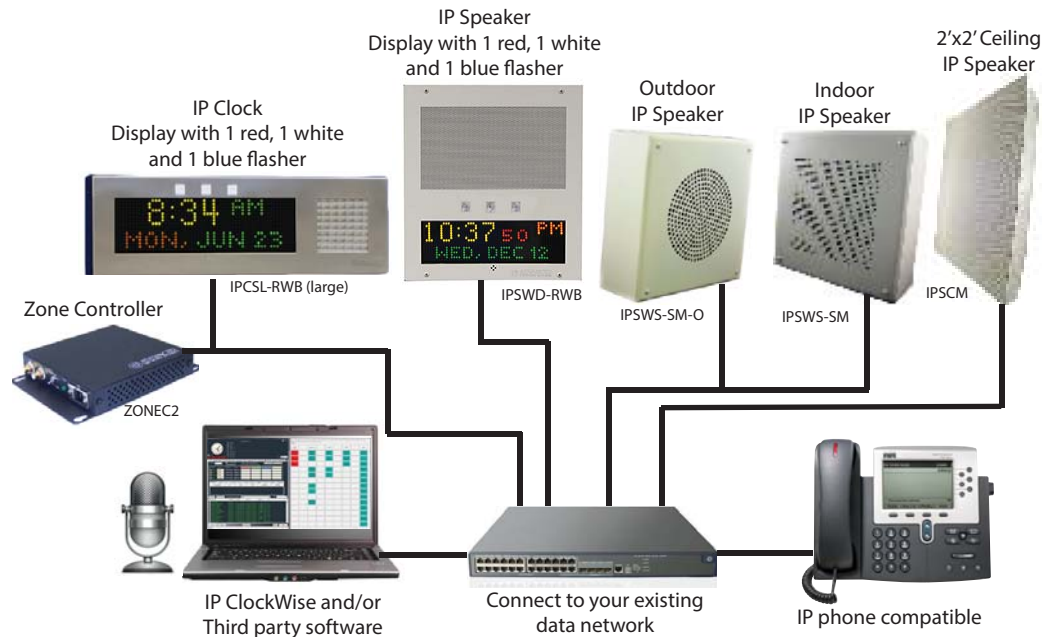 IP Speaker
Display with 1 red, 1 white
and 1 blue flasher
2'x2' Ceiling
IP Speaker
Outdoor
IP Speaker
Indoor
IP Speaker
IP Clock
Display with 1 red, 1 white
and 1 blue flasher
8:34 AM
MON, JUN 23
10:37 50 PM
WED, DEC 12
IPCSL-RWB (large)
IPSWD-RWB
IPSWS-SM-O
IPSWS-SM
IPSCM
Zone Controller
ZONEC2
IP ClockWise and/or
Third party software
Connect to your existing
data network
IP phone compatible